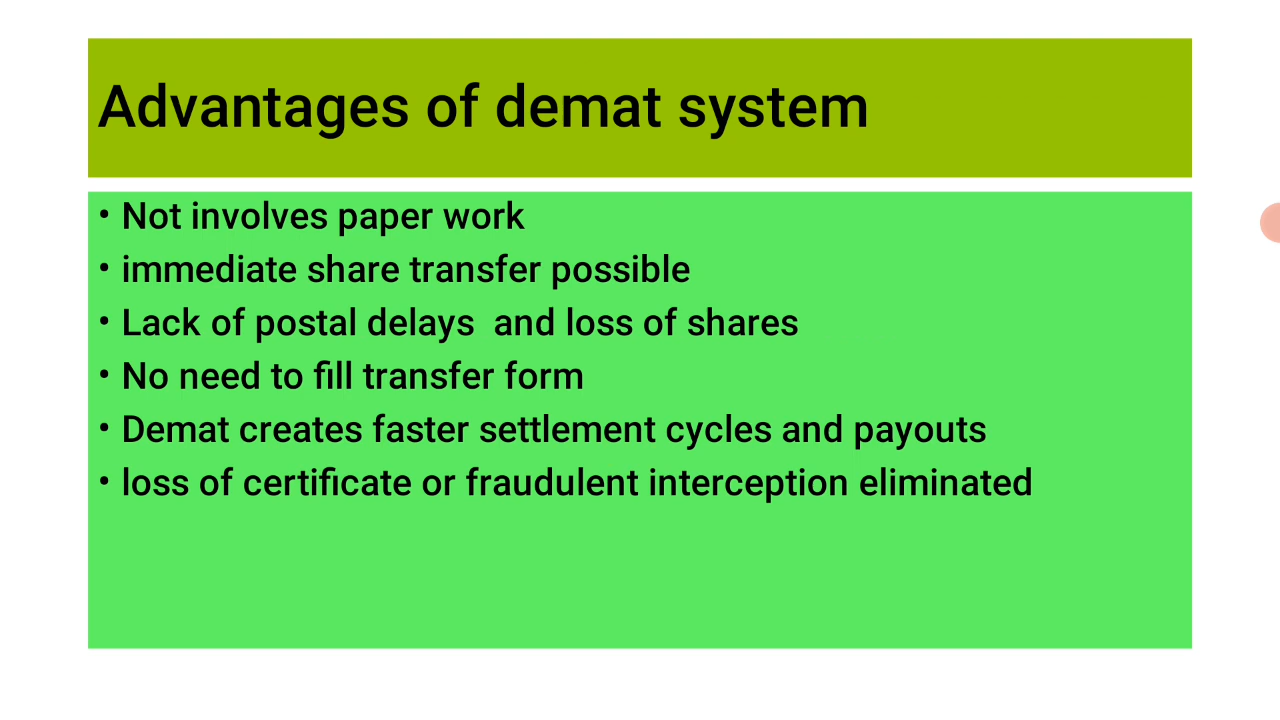 Advantages of demat system
• Not involves paper work
• immediate share transfer possible
• Lack of postal delays  and loss of shares
• No need to fill transfer form
• Demat creates faster settlement cycles and payouts
• loss of certificate or fraudulent interception eliminated